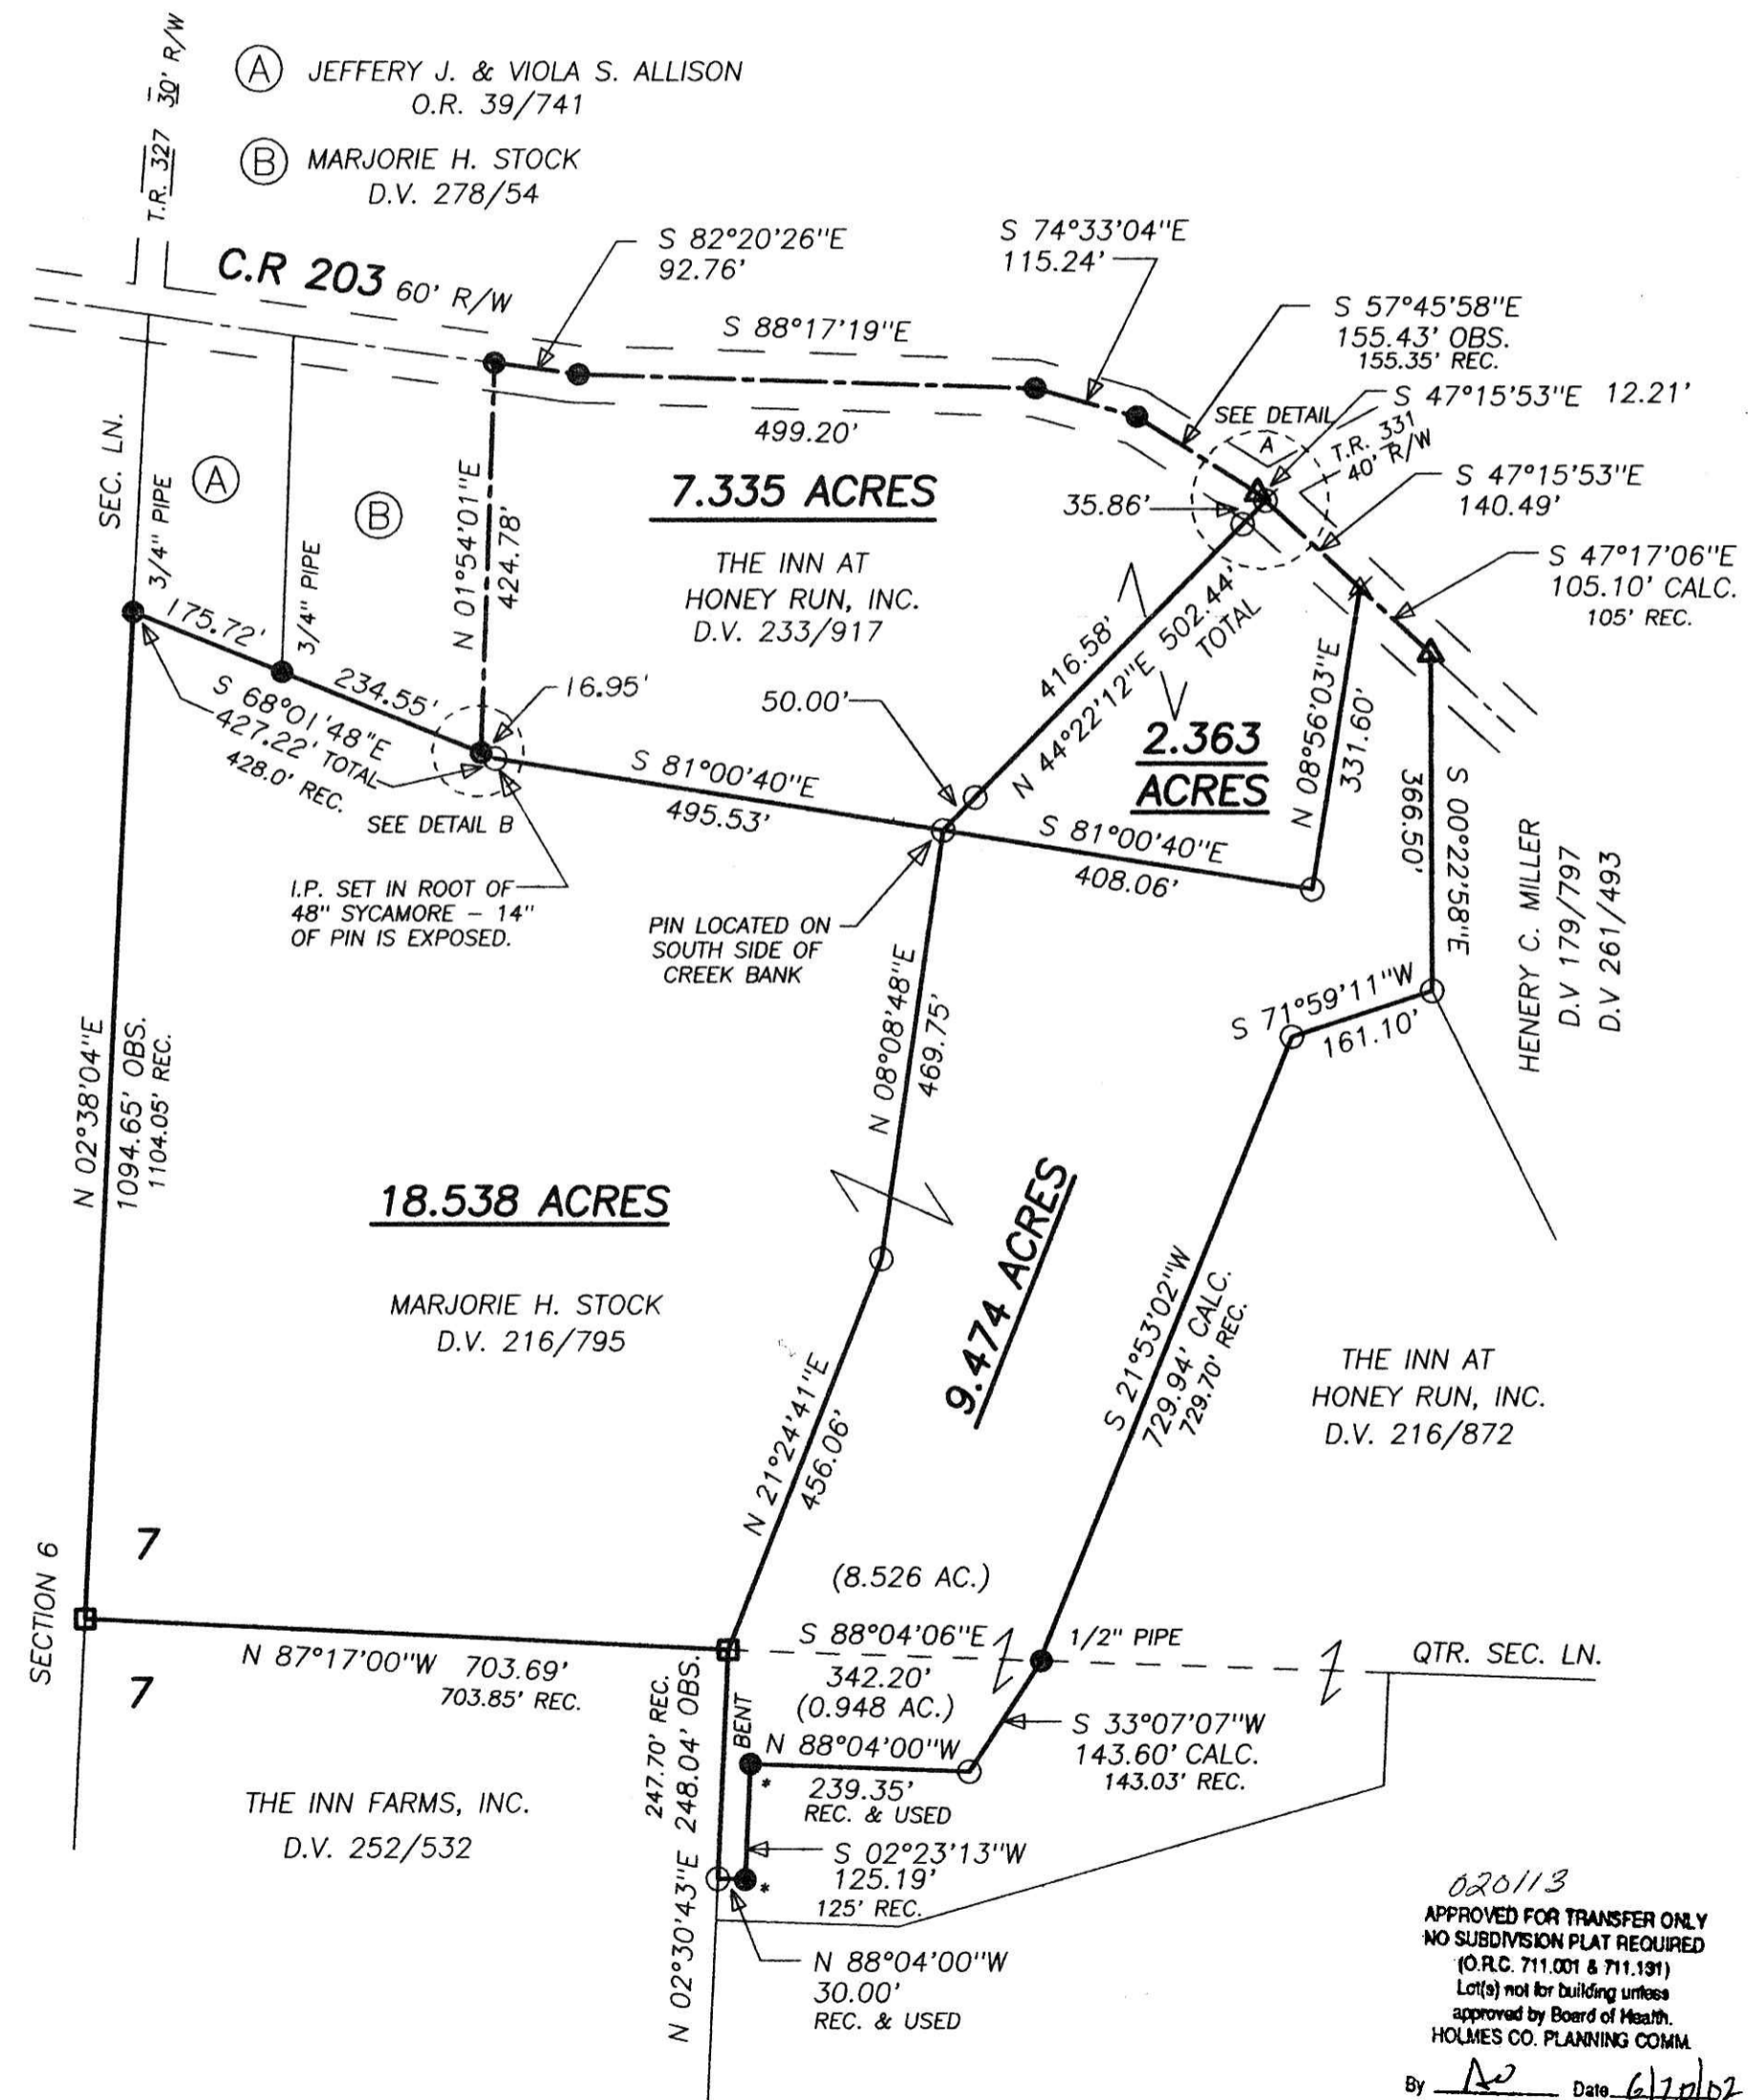 T.R. 327 30' R/W
A JEFFERY J. & VIOLA S. ALLISON
O.R. 39/741
B MARJORIE H. STOCK
D.V. 278/54
C.R 203 60' R/W
S 82°20'26"E
92.76'
S 88°17'19"E
499.20'
S 74°33'04"E
115.24'
S 57°45'58"E
155.43' OBS.
155.35' REC.
S 47°15'53"E 12.21'
SEE DETAIL
A
T.R. 331
40' R/W
S 47°15'53"E
140.49'
S 47°17'06"E
105.10' CALC.
105' REC.
35.86'
SEC. LN.
3/4" PIPE
A
B
3/4" PIPE
N 01°54'01"E
424.78'
7.335 ACRES
THE INN AT
HONEY RUN, INC.
D.V. 233/917
416.58'
N 44°22'12"E 502.44'
TOTAL
50.00'
2.363
ACRES
N 08°56'03"E
331.60'
S 00°22'58"E
366.50'
HENERY C. MILLER
D.V 179/797
D.V 261/493
175.72'
234.55'
16.95'
S 68°01'48"E
427.22' TOTAL
428.0' REC.
SEE DETAIL B
S 81°00'40"E
495.53'
S 81°00'40"E
408.06'
I.P. SET IN ROOT OF
48" SYCAMORE - 14"
OF PIN IS EXPOSED.
PIN LOCATED ON
SOUTH SIDE OF
CREEK BANK
S 71°59'11"W
161.10'
N 08°08'48"E
469.75'
N 02°38'04"E
1094.65' OBS.
1104.05' REC.
18.538 ACRES
MARJORIE H. STOCK
D.V. 216/795
9.474 ACRES
S 21°53'02"W
729.94' CALC.
729.70' REC.
THE INN AT
HONEY RUN, INC.
D.V. 216/872
N 21°24'41"E
456.06'
SECTION 6
7
7
(8.526 AC.)
S 88°04'06"E
342.20'
(0.948 AC.)
1/2" PIPE
QTR. SEC. LN.
N 87°17'00"W 703.69'
703.85' REC.
247.70' REC.
N 02°30'43"E 248.04' OBS.
BENT
N 88°04'00"W
239.35'
REC. & USED
*
S 33°07'07"W
143.60' CALC.
143.03' REC.
THE INN FARMS, INC.
D.V. 252/532
S 02°23'13"W
125.19'
125' REC.
*
N 88°04'00"W
30.00'
REC. & USED
020113
APPROVED FOR TRANSFER ONLY
NO SUBDIVISION PLAT REQUIRED
(O.R.C. 711.001 & 711.131)
Lot(s) not for building unless
approved by Board of Health.
HOLMES CO. PLANNING COMM.
By Date 6/20/02